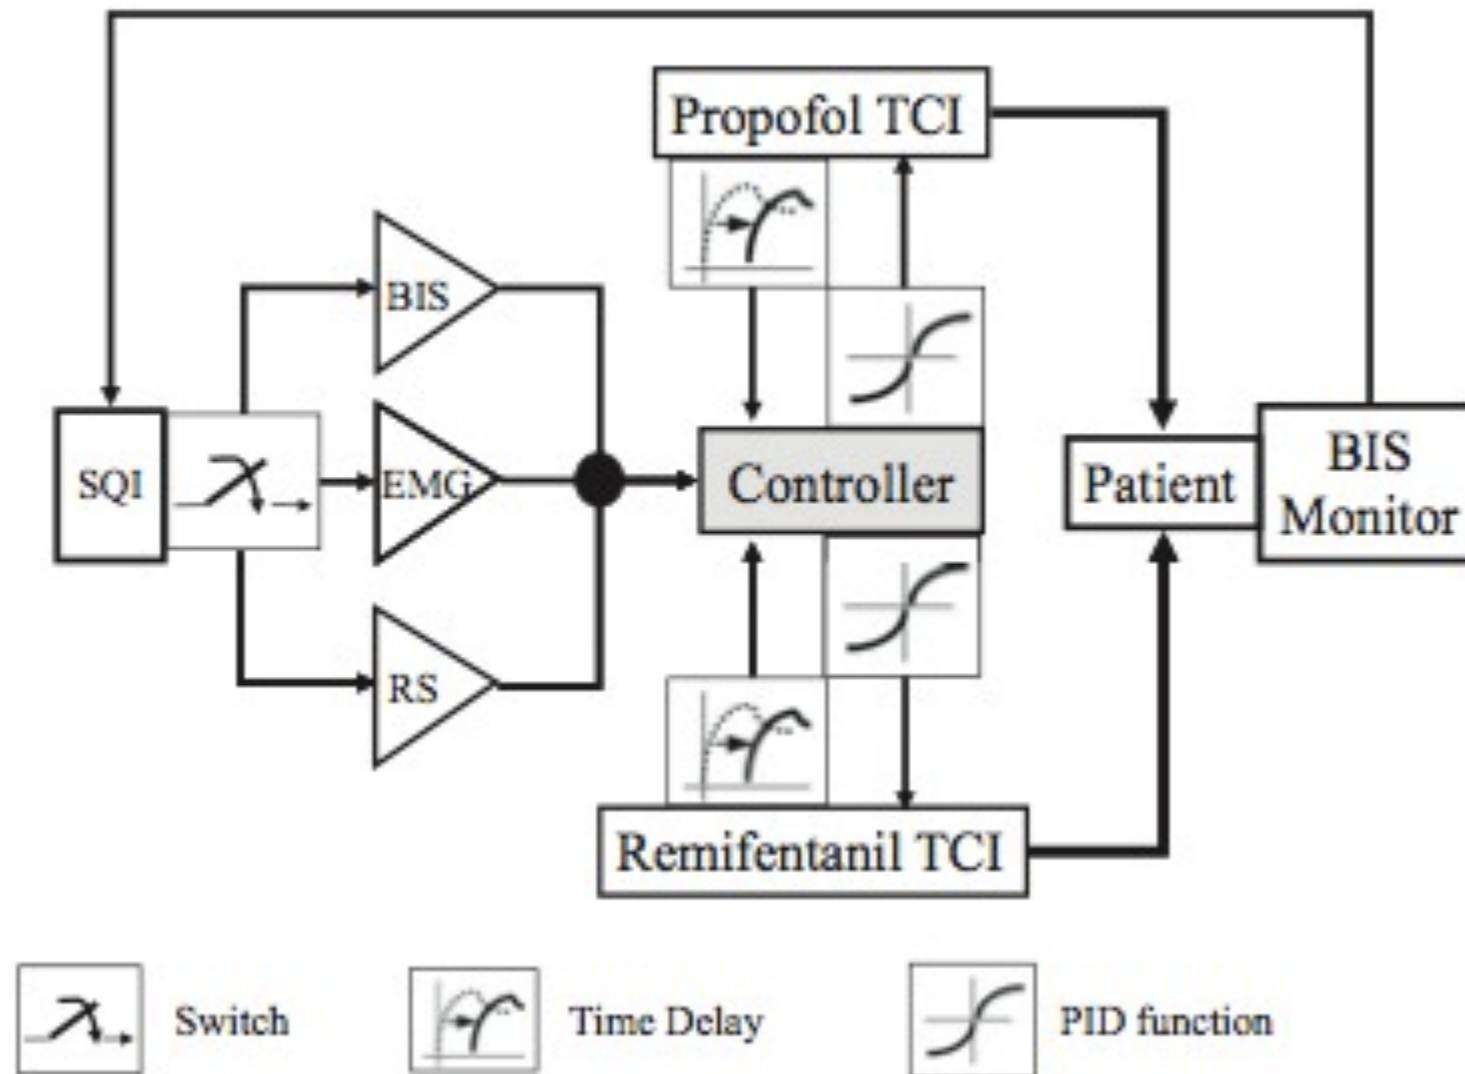 Propofol TCI
BIS
SQI
EMG
Controller
Patient
BIS
Monitor
RS
Remifentanil TCI
Switch
Time Delay
PID function